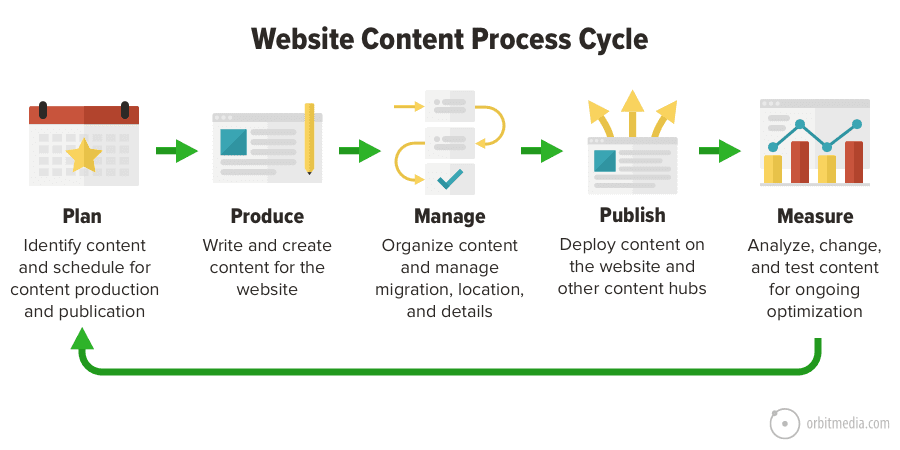 Website Content Process Cycle
Plan
Identify content
and schedule for
content production
and publication
Produce
Write and create
content for the
website
Manage
Organize content
and manage
migration, location,
and details
Publish
Deploy content on
the website and
other content hubs
Measure
Analyze, change,
and test content
for ongoing
optimization
orbitmedia.com